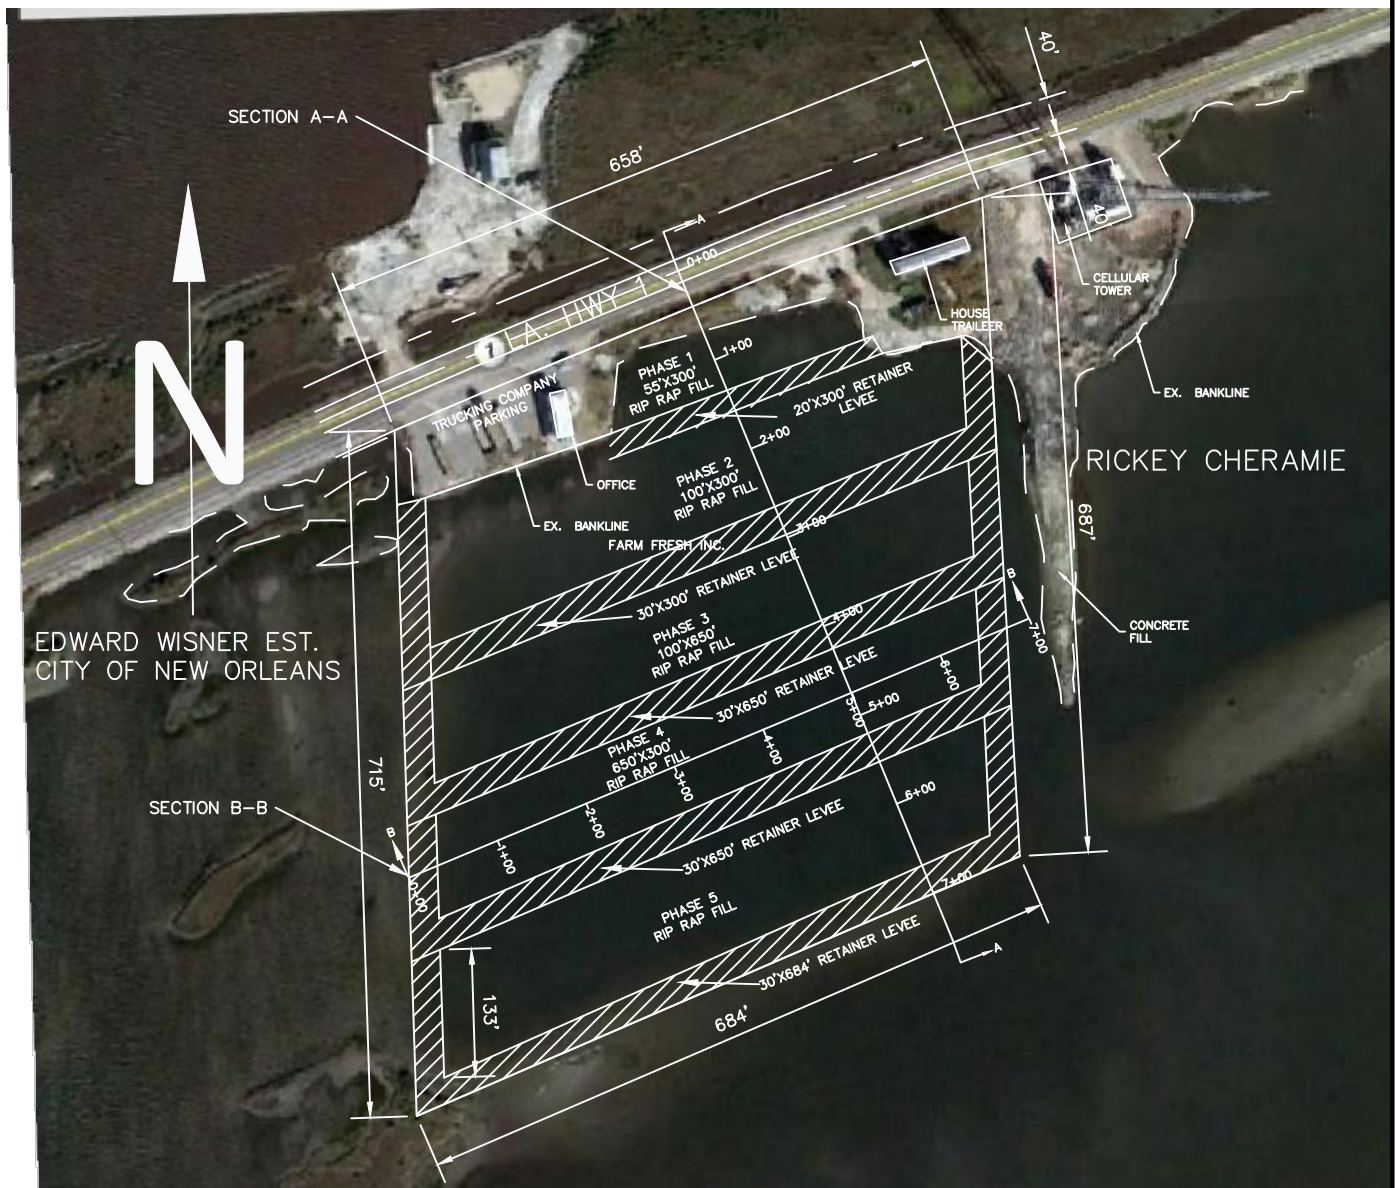 40'
SECTION A-A
658'
A
0+00
LA. HWY 1
1
40'
CELLULAR
TOWER
HOUSE
TRAILEER
1+00
PHASE 1
55'X300'
RIP RAP FILL
20'X300' RETAINER
LEVEE
EX. BANKLINE
TRUCKING COMPANY
PARKING
N
2+00
RICKEY CHERAMIE
PHASE 2
100'X300'
RIP RAP FILL
OFFICE
EX. BANKLINE
FARM FRESH INC.
3+00
687'
30'X300' RETAINER LEVEE
B
EDWARD WISNER EST.
CITY OF NEW ORLEANS
PHASE 3
100'X650'
RIP RAP FILL
4+00
7+00
CONCRETE
FILL
30'X650' RETAINER LEVEE
6+00
5+00
5+00
PHASE 4
650'X300'
RIP RAP FILL
4+00
3+00
715'
6+00
2+00
SECTION B-B
B
1+00
30'X650' RETAINER LEVEE
0+00
7+00
PHASE 5
RIP RAP FILL
30'X684' RETAINER LEVEE
A
133'
684'